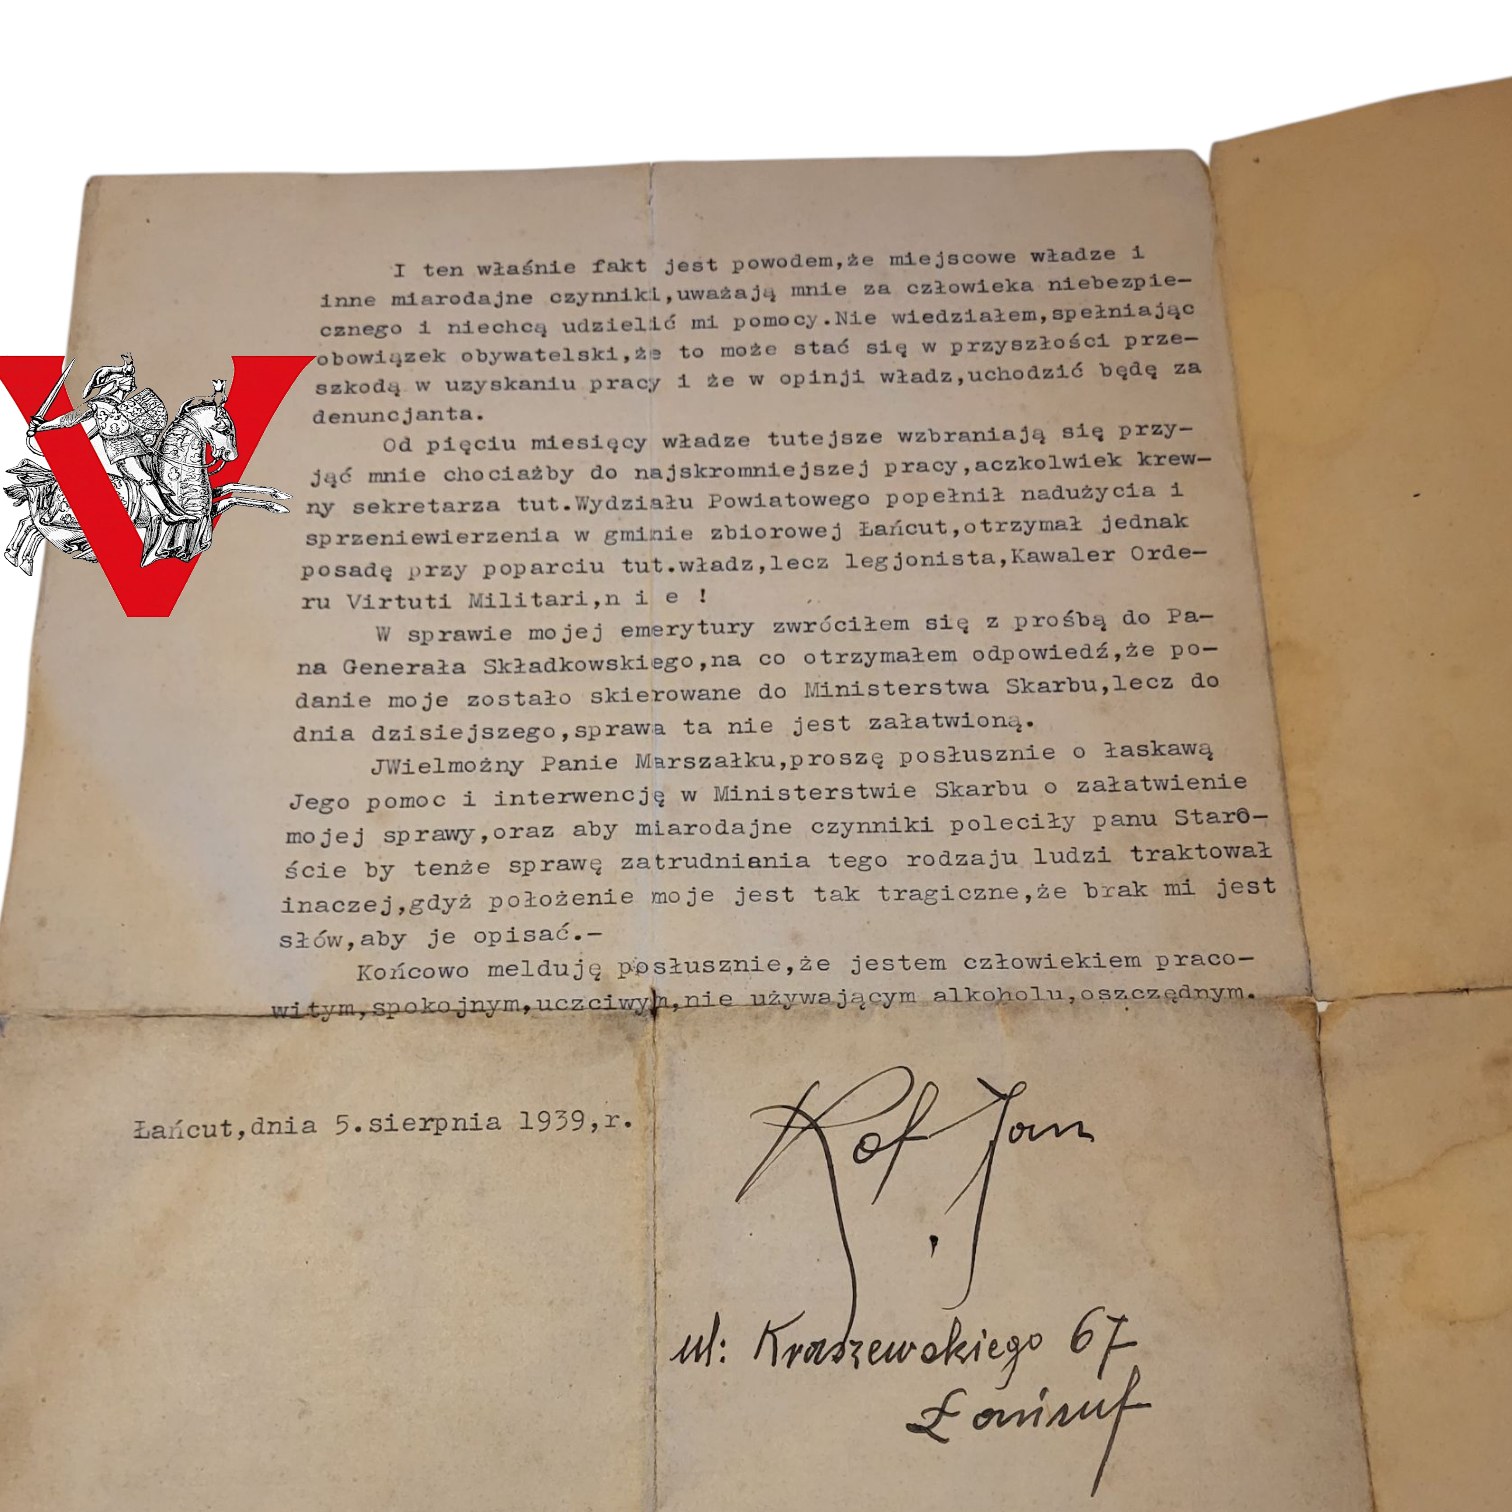 I ten właśnie fakt jest powodem,że miejscowe władze i
inne miarodajne czynniki,uważają mnie za człowieka niebezpie-
cznego i niechcą udzielić mi pomocy.Nie wiedziałem,spełniając
obowiązek obywatelski,że to może stać się w przyszłości prze-
szkodą w uzyskaniu pracy i że w opinji władz,uchodzić będę za
denuncjanta.
Od pięciu miesięcy władze tutejsze wzbraniają się przy-
jąć mnie chociażby do najskromniejszej pracy,aczkolwiek krew-
ny sekretarza tut.Wydziału Powiatowego popełnił nadużycia i
sprzeniewierzenia w gminie zbiorowej Łańcut,otrzymał jednak
posadę przy poparciu tut.władz,lecz legjonista,Kawaler Orde-
ru Virtuti Militari,n i e !
W sprawie mojej emerytury zwróciłem się z prośbą do Pa-
na Generała Składkowskiego,na co otrzymałem odpowiedź,że po-
danie moje zostało skierowane do Ministerstwa Skarbu,lecz do
dnia dzisiejszego,sprawa ta nie jest załatwioną.
JWielmożny Panie Marszałku,proszę posłusznie o łaskawą
Jego pomoc i interwencję w Ministerstwie Skarbu o załatwienie
mojej sprawy,oraz aby miarodajne czynniki poleciły panu Staro-
ście by tenże sprawę zatrudniania tego rodzaju ludzi traktował
inaczej,gdyż położenie moje jest tak tragiczne,że brak mi jest
słów,aby je opisać.-
Końcowo melduję posłusznie,że jestem człowiekiem praco-
witym,spokojnym,uczciwym,nie używającym alkoholu,oszczędnym.
Łańcut,dnia 5.sierpnia 1939,r.
Kof Jan
ul: Kraszewskiego 67
Łańcut